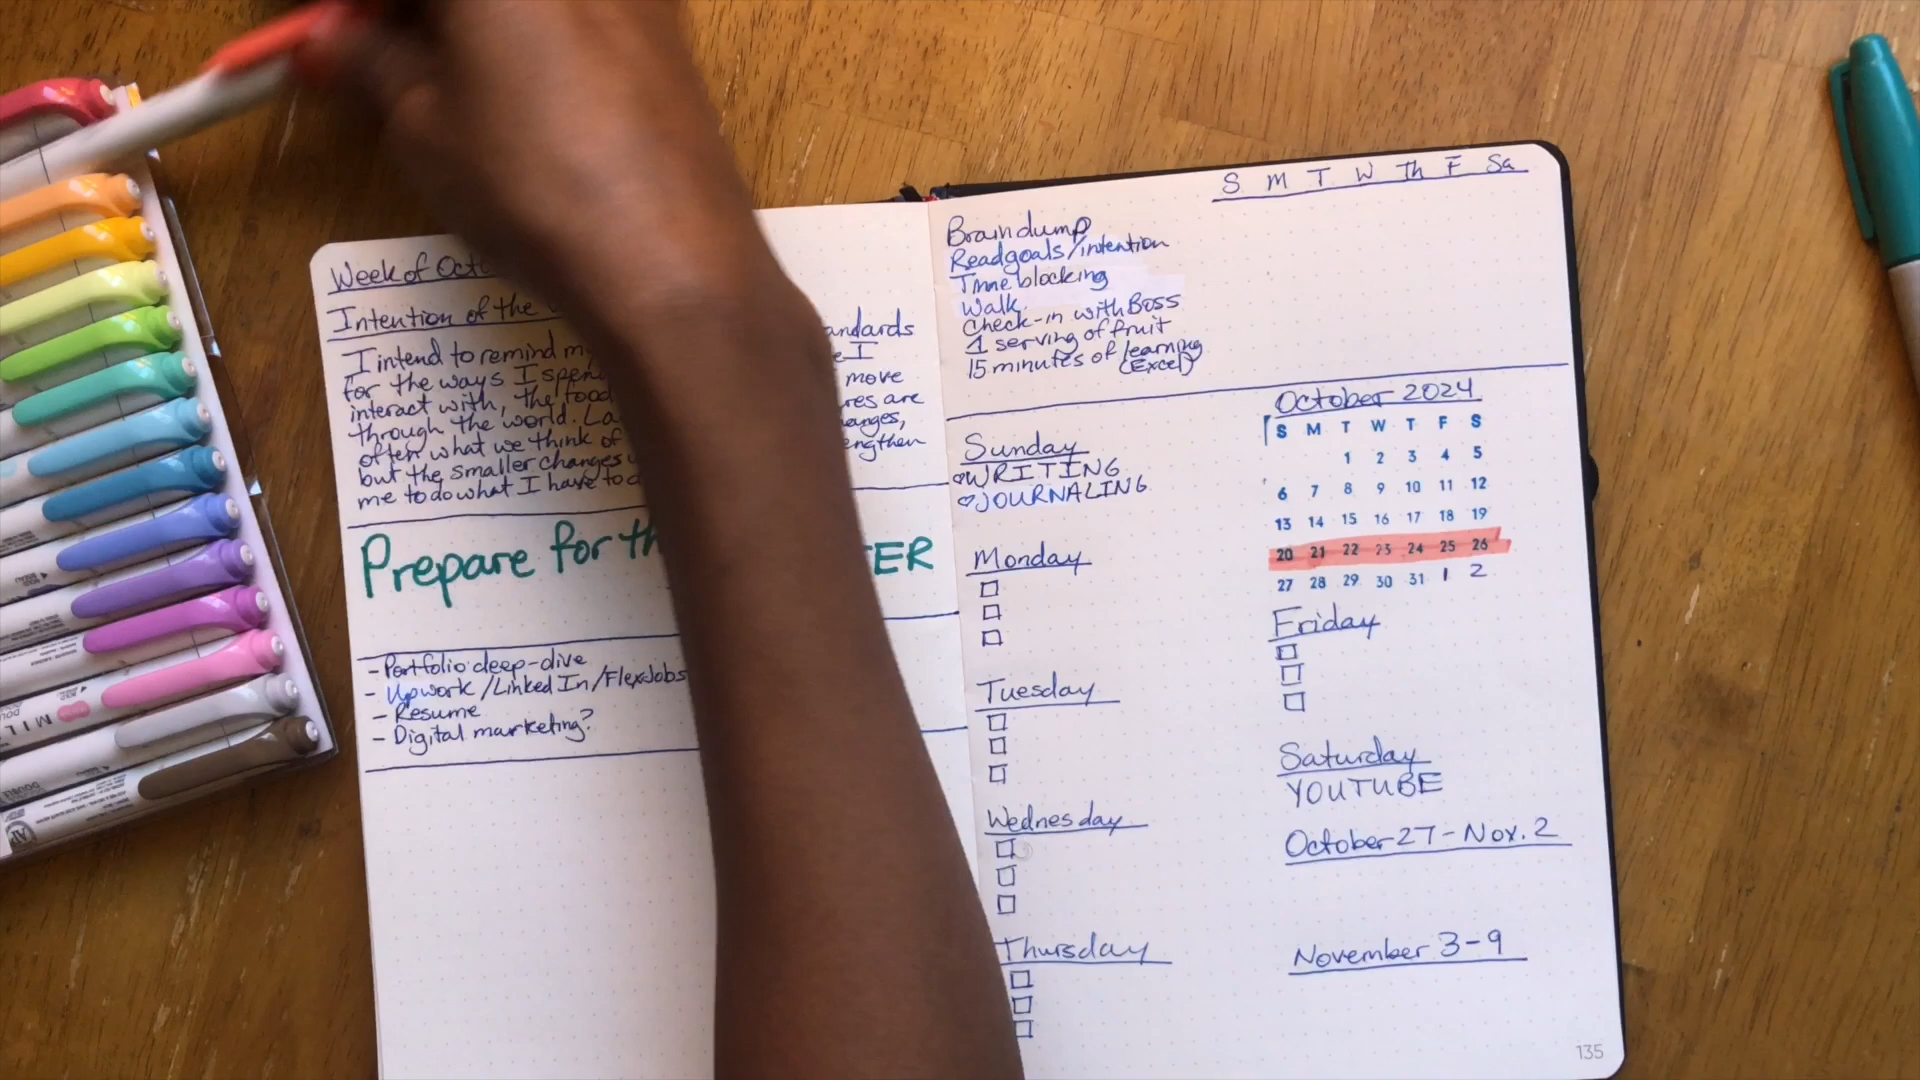 Week of Oct
Intention of the
I intend to remind m
for the ways I spen
interact with, the food
through the world. La
often what we think of
but the smaller changes
me to do what I have to d
andards
e I
move
res are
anges,
engthen
Prepare for th
TER
- Portfolio deep-dive
- Upwork/LinkedIn/FlexJobs
- Resume
- Digital marketing?
S M T W Th F Sa
Braindump
Read goals/intention
Time blocking
Walk
Check-in with Boss
1 serving of fruit
15 minutes of learning
(Excel)
Sunday
WRITING
JOURNALING
Monday
Tuesday
Wednesday
Thursday
October 2024
S M T W T F S
1 2 3 4 5
6 7 8 9 10 11 12
13 14 15 16 17 18 19
20 21 22 23 24 25 26
27 28 29 30 31 1 2
Friday
Saturday
YOUTUBE
October 27 - Nov. 2
November 3-9
135